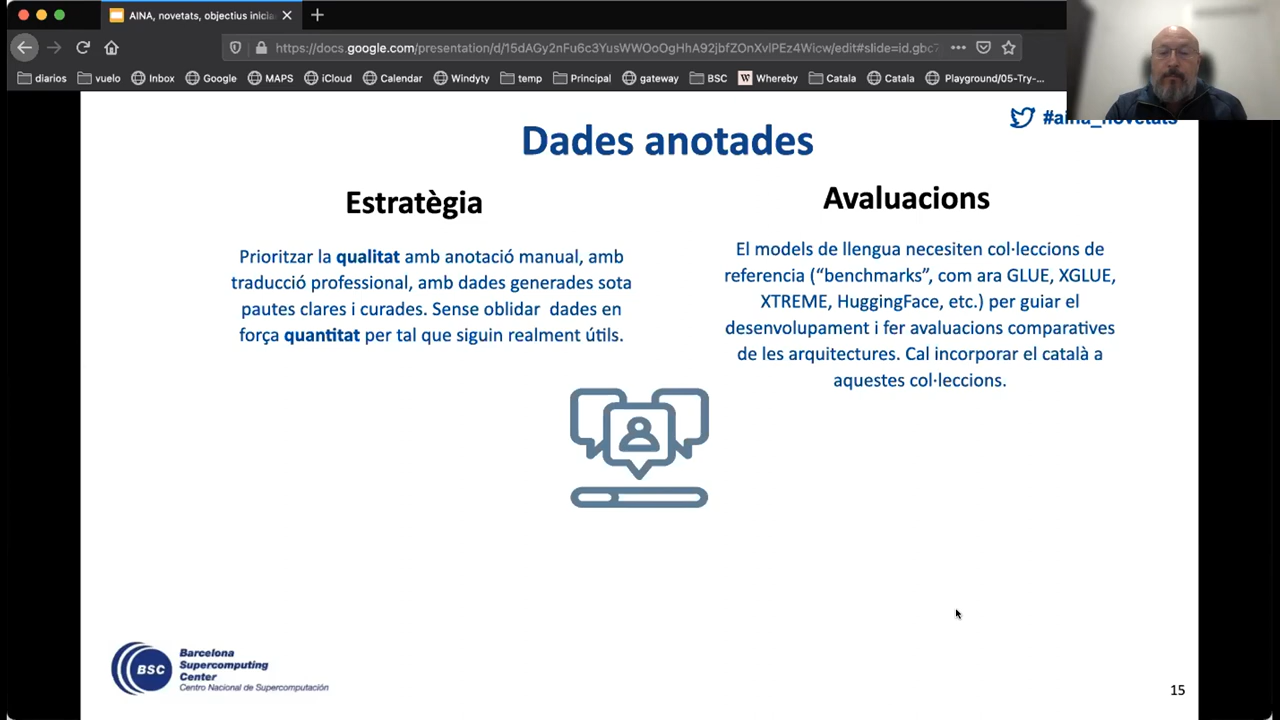 AINA, novetats, objectius inicia
https://docs.google.com/presentation/d/15dAGy2nFu6c3YusWWOoOgHhA92jbfZOnXvlPEz4Wicw/edit#slide=id.gbc7
diarios vuelo Inbox Google MAPS iCloud Calendar Windyty temp Principal gateway BSC Whereby Catala Catala Playground/05-Try-...
#aina_novetats
Dades anotades
Estratègia
Prioritzar la qualitat amb anotació manual, amb
traducció professional, amb dades generades sota
pautes clares i curades. Sense oblidar dades en
força quantitat per tal que siguin realment útils.
Avaluacions
El models de llengua necesiten col·leccions de
referencia (“benchmarks”, com ara GLUE, XGLUE,
XTREME, HuggingFace, etc.) per guiar el
desenvolupament i fer avaluacions comparatives
de les arquitectures. Cal incorporar el català a
aquestes col·leccions.
BSC
Barcelona
Supercomputing
Center
Centro Nacional de Supercomputación
15